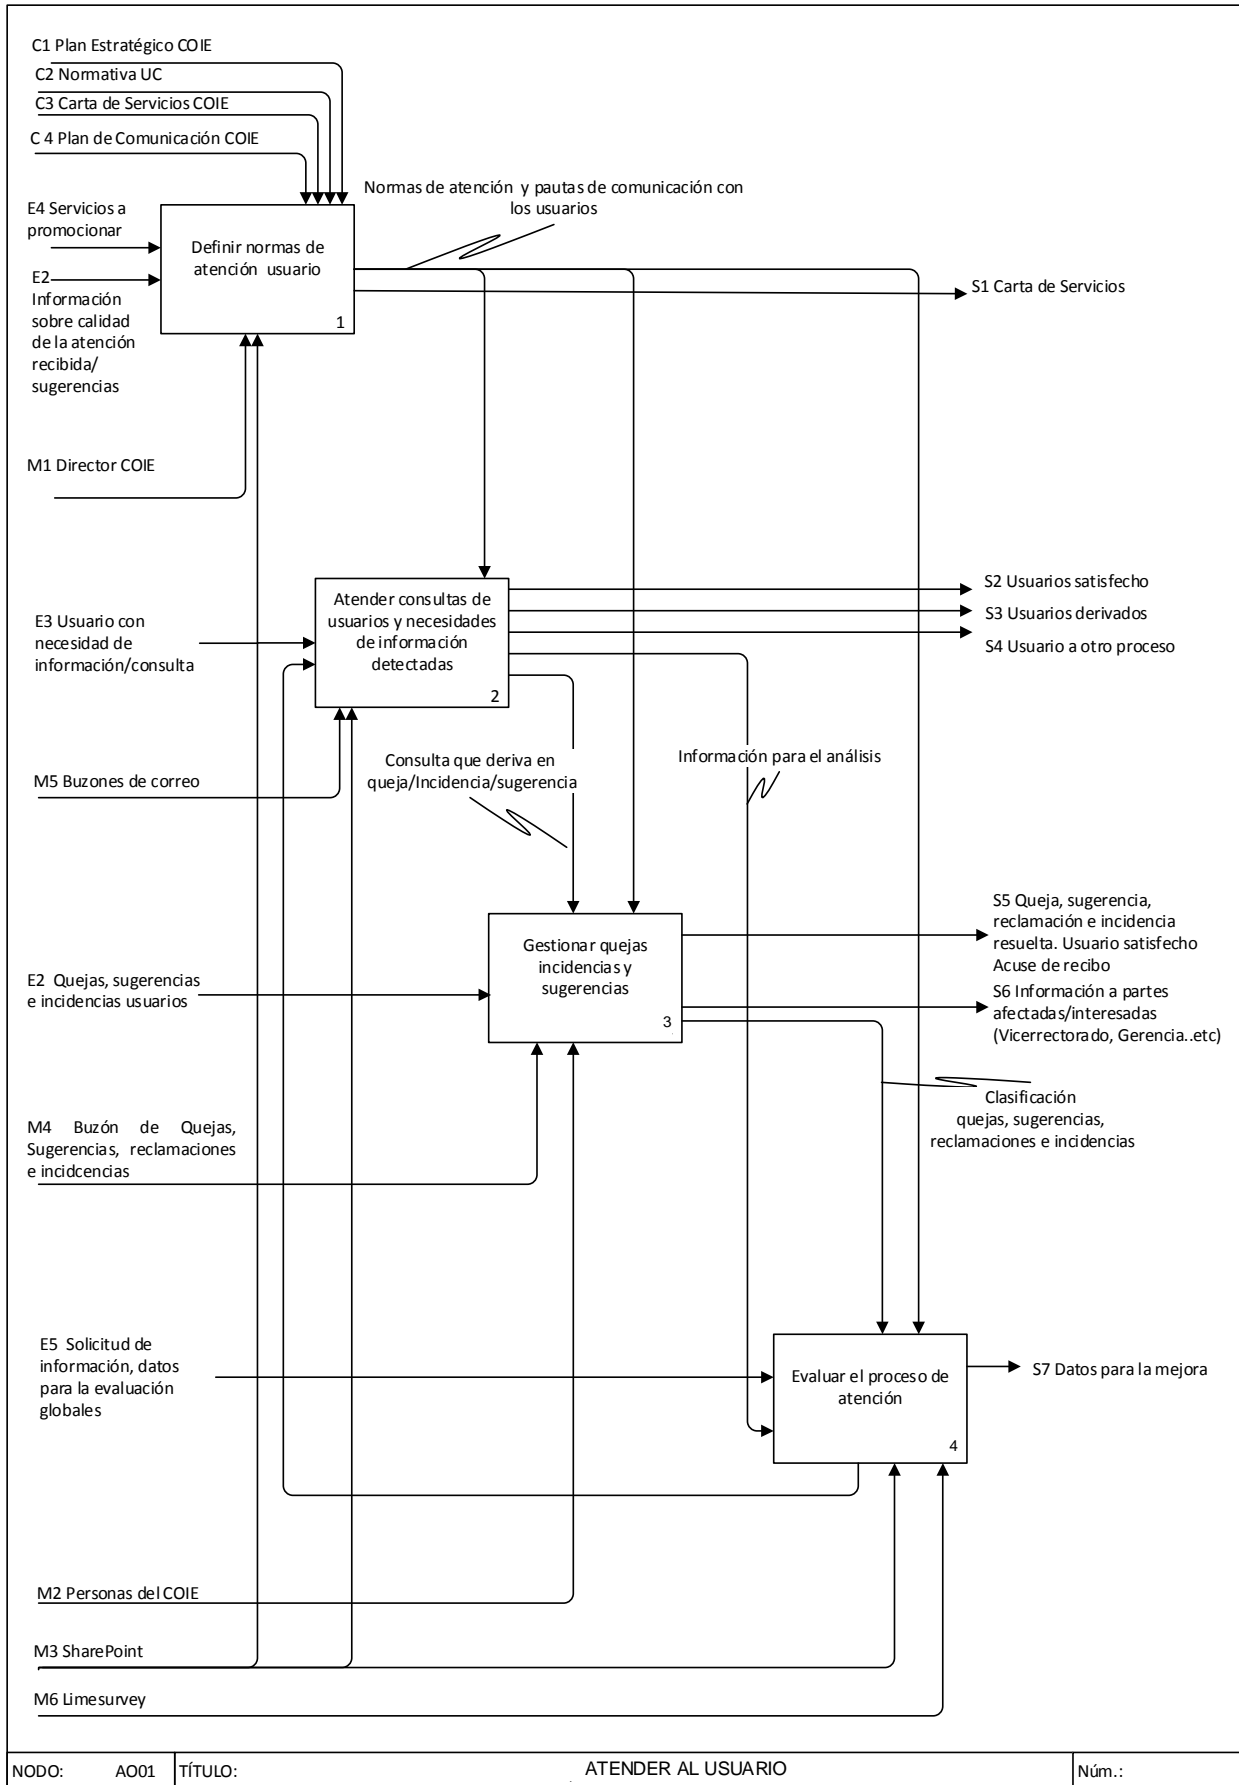 C1 Plan Estratégico COIE
C2 Normativa UC
C3 Carta de Servicios COIE
C 4 Plan de Comunicación COIE
Normas de atención y pautas de comunicación con
los usuarios
E4 Servicios a
promocionar
Definir normas de
atención usuario
1
E2
Información
sobre calidad
de la atención
recibida/
sugerencias
S1 Carta de Servicios
M1 Director COIE
Atender consultas de
usuarios y necesidades
de información
detectadas
2
S2 Usuarios satisfecho
S3 Usuarios derivados
S4 Usuario a otro proceso
E3 Usuario con
necesidad de
información/consulta
M5 Buzones de correo
Consulta que deriva en
queja/Incidencia/sugerencia
Información para el análisis
Gestionar quejas
incidencias y
sugerencias
3
S5 Queja, sugerencia,
reclamación e incidencia
resuelta. Usuario satisfecho
Acuse de recibo
E2 Quejas, sugerencias
e incidencias usuarios
S6 Información a partes
afectadas/interesadas
(Vicerrectorado, Gerencia..etc)
Clasificación
quejas, sugerencias,
reclamaciones e incidencias
M4 Buzón de Quejas,
Sugerencias, reclamaciones
e incidcencias
E5 Solicitud de
información, datos
para la evaluación
globales
Evaluar el proceso de
atención
4
S7 Datos para la mejora
M2 Personas del COIE
M3 SharePoint
M6 Limesurvey
NODO: AO01 TÍTULO: ATENDER AL USUARIO Núm.: